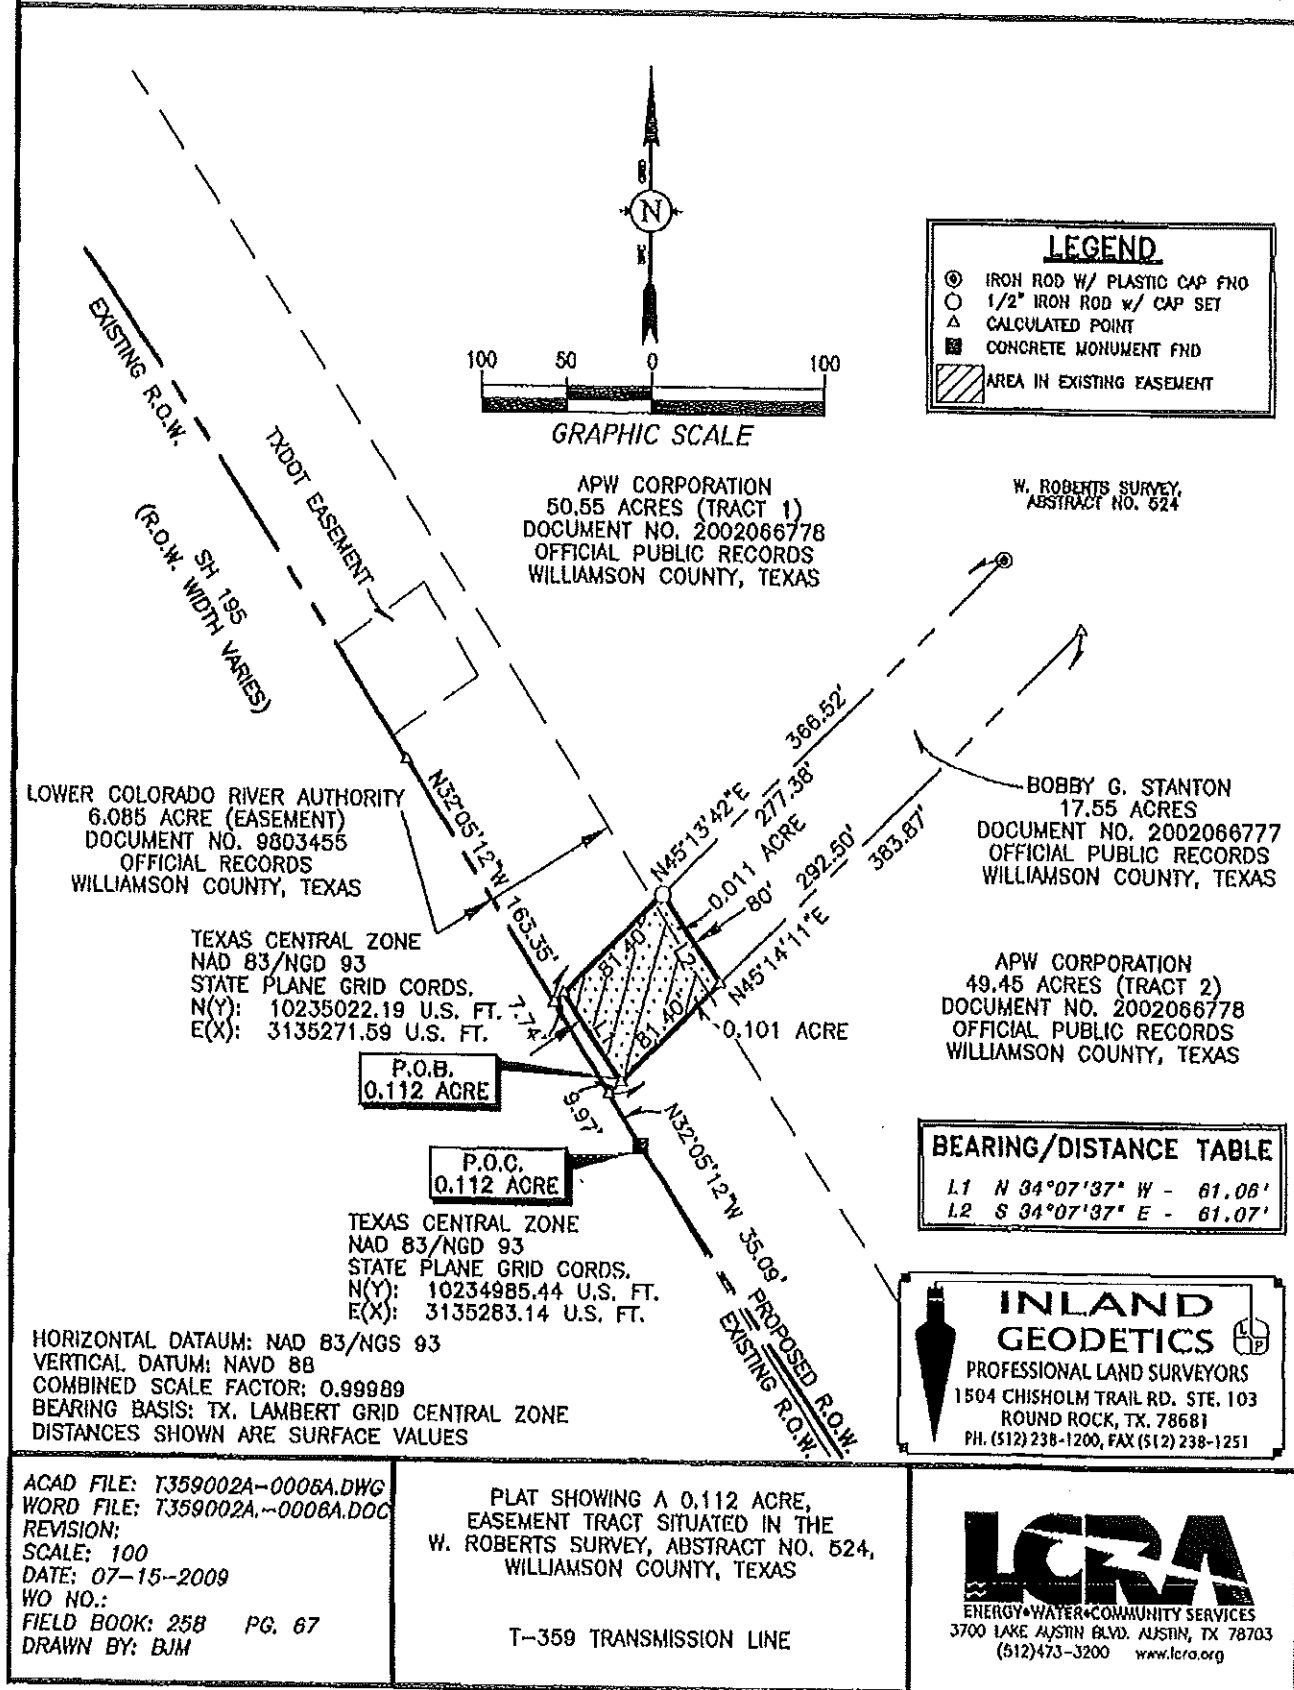 N
100 50 0 100
GRAPHIC SCALE
LEGEND
IRON ROD W/ PLASTIC CAP FND
1/2" IRON ROD w/ CAP SET
CALCULATED POINT
CONCRETE MONUMENT FND
AREA IN EXISTING EASEMENT
EXISTING R.O.W.
TXDOT EASEMENT
SH 195
(R.O.W. WIDTH VARIES)
APW CORPORATION
50.55 ACRES (TRACT 1)
DOCUMENT NO. 2002066778
OFFICIAL PUBLIC RECORDS
WILLIAMSON COUNTY, TEXAS
W. ROBERTS SURVEY,
ABSTRACT NO. 524
366.52'
N45°13'42"E
277.38'
0.011 ACRE
80'
292.50'
383.87'
N45°14'11"E
BOBBY G. STANTON
17.55 ACRES
DOCUMENT NO. 2002066777
OFFICIAL PUBLIC RECORDS
WILLIAMSON COUNTY, TEXAS
LOWER COLORADO RIVER AUTHORITY
6.085 ACRE (EASEMENT)
DOCUMENT NO. 9803455
OFFICIAL RECORDS
WILLIAMSON COUNTY, TEXAS
N32°05'12"W 163.35'
81.40'
L2
L1
81.40'
7.74'
0.101 ACRE
TEXAS CENTRAL ZONE
NAD 83/NGD 93
STATE PLANE GRID CORDS.
N(Y): 10235022.19 U.S. FT.
E(X): 3135271.59 U.S. FT.
APW CORPORATION
49.45 ACRES (TRACT 2)
DOCUMENT NO. 2002066778
OFFICIAL PUBLIC RECORDS
WILLIAMSON COUNTY, TEXAS
P.O.B.
0.112 ACRE
9.97'
P.O.C.
0.112 ACRE
N32°05'12"W 35.09'
PROPOSED R.O.W.
EXISTING R.O.W.
TEXAS CENTRAL ZONE
NAD 83/NGD 93
STATE PLANE GRID CORDS.
N(Y): 10234985.44 U.S. FT.
E(X): 3135283.14 U.S. FT.
BEARING/DISTANCE TABLE
L1 N 34°07'37" W - 61.06'
L2 S 34°07'37" E - 61.07'
HORIZONTAL DATAUM: NAD 83/NGS 93
VERTICAL DATUM: NAVD 88
COMBINED SCALE FACTOR: 0.99989
BEARING BASIS: TX. LAMBERT GRID CENTRAL ZONE
DISTANCES SHOWN ARE SURFACE VALUES
INLAND
GEODETICS
PROFESSIONAL LAND SURVEYORS
1504 CHISHOLM TRAIL RD. STE. 103
ROUND ROCK, TX. 78681
PH. (512) 238-1200, FAX (512) 238-1251
ACAD FILE: T359002A-0006A.DWG
WORD FILE: T359002A.-0006A.DOC
REVISION:
SCALE: 100
DATE: 07-15-2009
WO NO.:
FIELD BOOK: 258 PG. 67
DRAWN BY: BJM
PLAT SHOWING A 0.112 ACRE,
EASEMENT TRACT SITUATED IN THE
W. ROBERTS SURVEY, ABSTRACT NO. 524,
WILLIAMSON COUNTY, TEXAS
T-359 TRANSMISSION LINE
LCRA
ENERGY•WATER•COMMUNITY SERVICES
3700 LAKE AUSTIN BLVD. AUSTIN, TX 78703
(512)473-3200 www.lcra.org